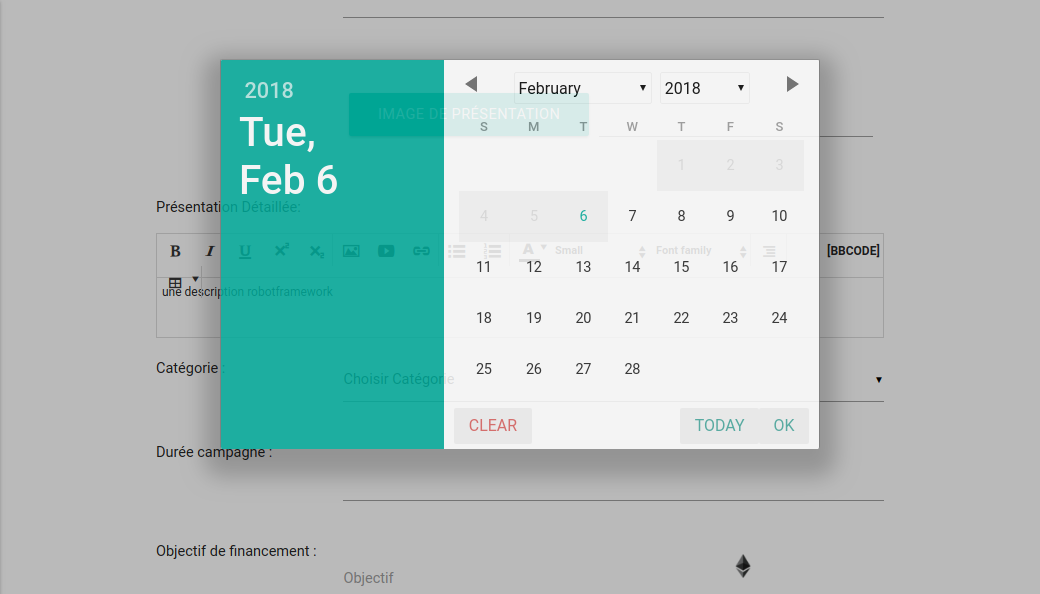 2018
Tue,
Feb 6
February 2018
IMAGE DE PRÉSENTATION
S M T W T F S
1 2 3
4 5 6 7 8 9 10
11 12 13 14 15 16 17
18 19 20 21 22 23 24
25 26 27 28
CLEAR TODAY OK
Présentation Détaillée:
B I U X² X₂ A Small Font family [BBCODE]
une description robotframework
Catégorie :
Choisir Catégorie
Durée campagne :
Objectif de financement :
Objectif